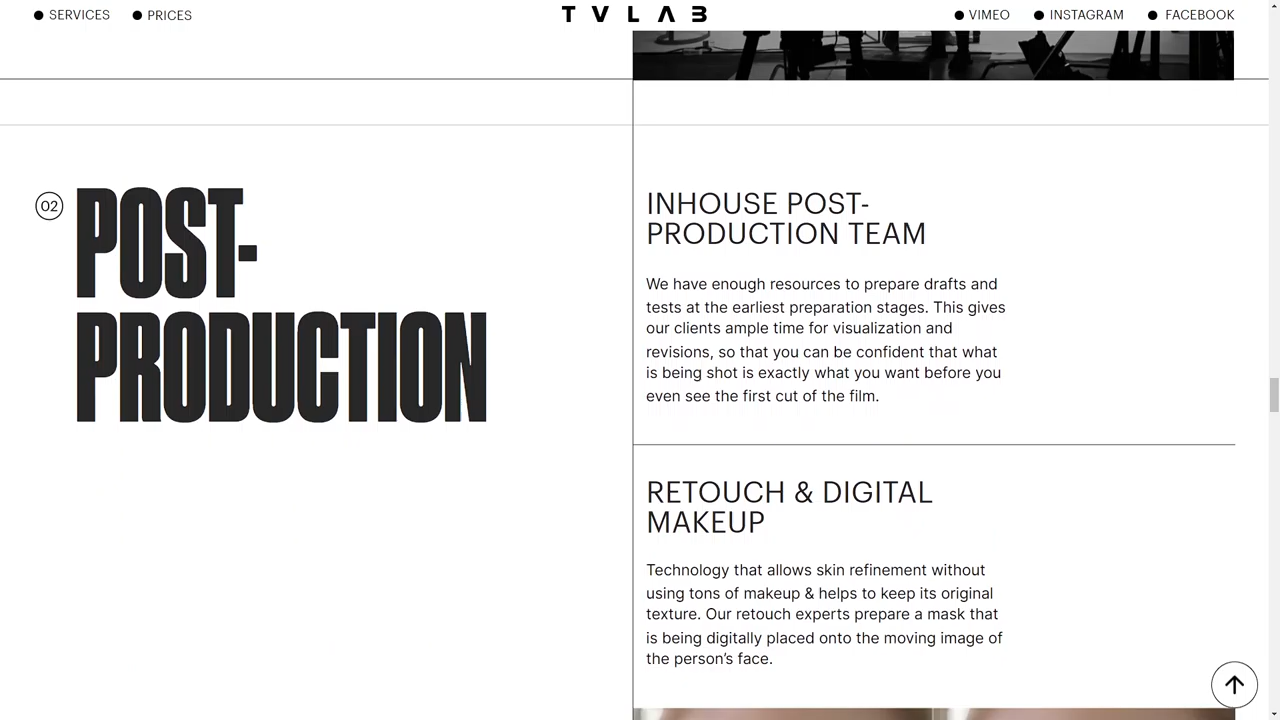 SERVICES
PRICES
TVLAB
VIMEO
INSTAGRAM
FACEBOOK
02
POST-
PRODUCTION
INHOUSE POST-
PRODUCTION TEAM
We have enough resources to prepare drafts and
tests at the earliest preparation stages. This gives
our clients ample time for visualization and
revisions, so that you can be confident that what
is being shot is exactly what you want before you
even see the first cut of the film.
RETOUCH & DIGITAL
MAKEUP
Technology that allows skin refinement without
using tons of makeup & helps to keep its original
texture. Our retouch experts prepare a mask that
is being digitally placed onto the moving image of
the person’s face.